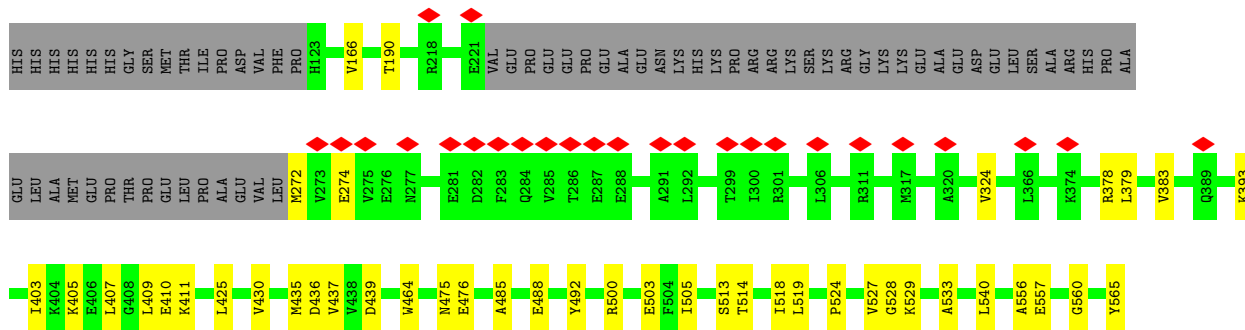 HIS HIS HIS HIS HIS HIS GLY SER MET THR ILE PRO ASP VAL PHE PRO H123 V166 T190 R218 E221 VAL GLU PRO GLU GLU PRO GLU ALA GLU ASN LYS HIS LYS PRO ARG ARG LYS SER LYS ARG GLY LYS LYS GLU ALA GLU ASP GLU LEU SER ALA ARG HIS PRO ALA
GLU LEU ALA MET GLU PRO THR PRO GLU LEU PRO ALA GLU VAL LEU M272 V273 E274 V275 E276 N277 E281 D282 F283 Q284 V285 T286 E287 E288 A291 L292 T299 I300 R301 L306 R311 M317 A320 V324 L366 K374 R378 L379 V383 Q389 K393
I403 K404 K405 E406 L407 G408 L409 E410 K411 L425 V430 M435 D436 V437 V438 D439 W464 N475 E476 A485 E488 Y492 R500 E503 F504 I505 S513 T514 I518 L519 P524 V527 G528 K529 A533 L540 A556 E557 G560 Y565